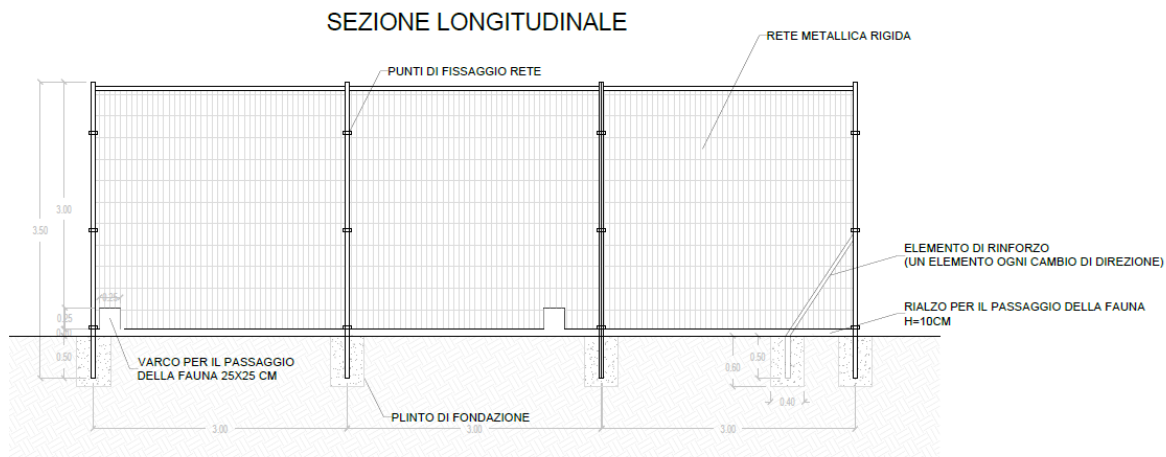 SEZIONE LONGITUDINALE
RETE METALLICA RIGIDA
PUNTI DI FISSAGGIO RETE
3.00
3.50
ELEMENTO DI RINFORZO
(UN ELEMENTO OGNI CAMBIO DI DIREZIONE)
0.25
0.25
RIALZO PER IL PASSAGGIO DELLA FAUNA
H=10CM
0.50
VARCO PER IL PASSAGGIO
DELLA FAUNA 25X25 CM
0.50
0.60
0.40
PLINTO DI FONDAZIONE
3.00
3.00
3.00